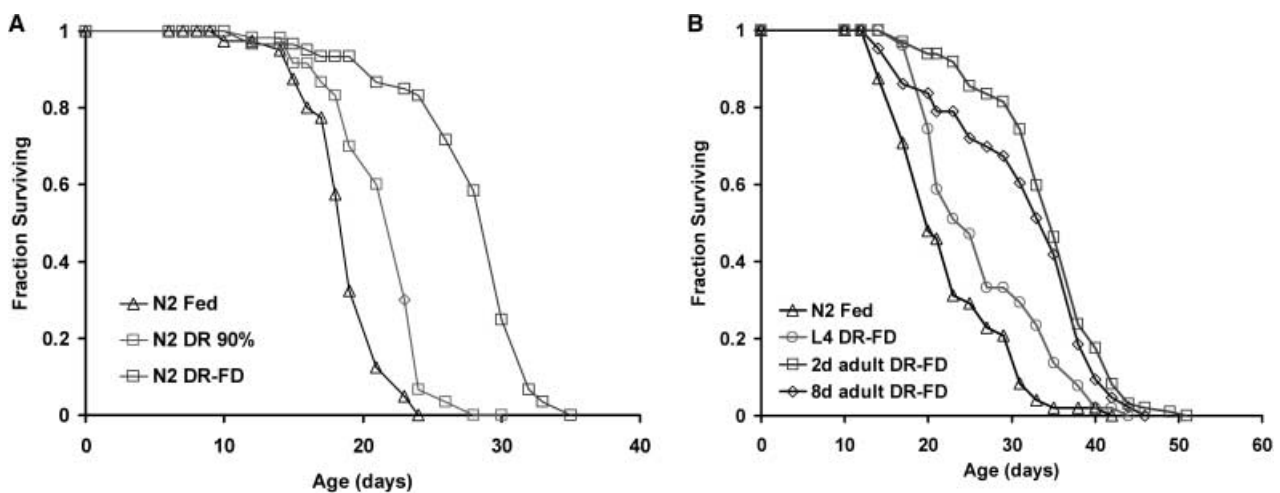 A
Fraction Surviving
1
0.8
0.6
0.4
0.2
0
N2 Fed
N2 DR 90%
N2 DR-FD
0 10 20 30 40
Age (days)
B
Fraction Surviving
1
0.8
0.6
0.4
0.2
0
N2 Fed
L4 DR-FD
2d adult DR-FD
8d adult DR-FD
0 10 20 30 40 50 60
Age (days)